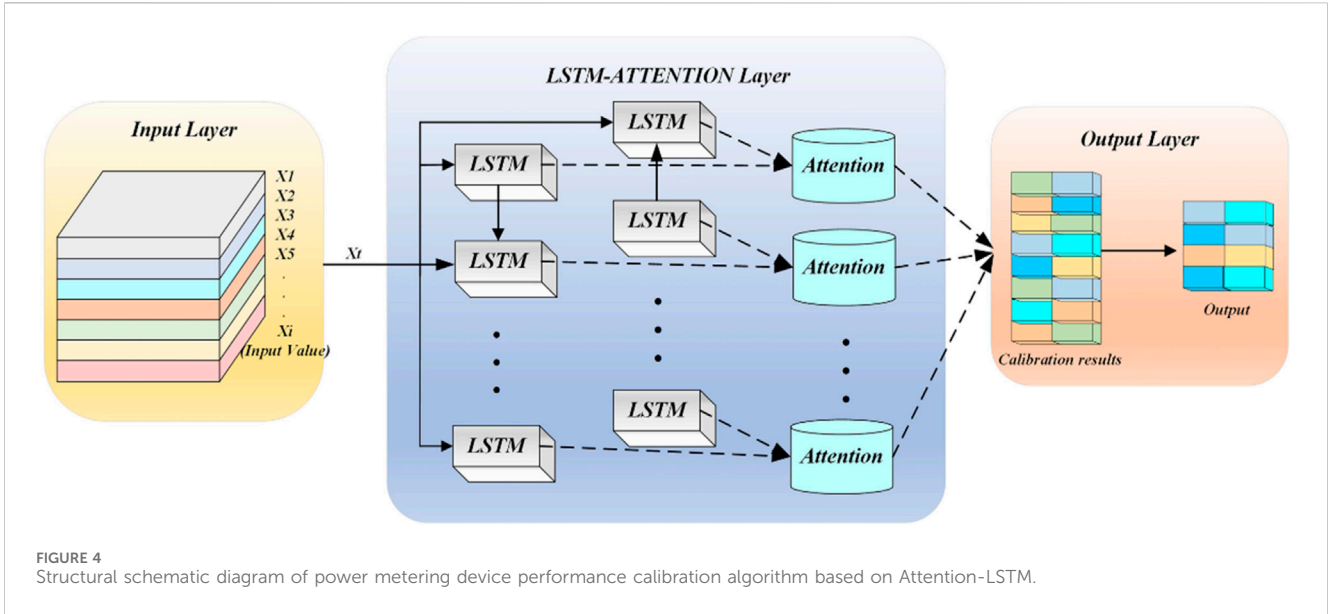 Input Layer
X1
X2
X3
X4
X5
.
.
.
Xi
(Input Value)
Xt
LSTM-ATTENTION Layer
LSTM
LSTM
LSTM
LSTM
LSTM
LSTM
Attention
Attention
Attention
Output Layer
Calibration results
Output
FIGURE 4
Structural schematic diagram of power metering device performance calibration algorithm based on Attention-LSTM.